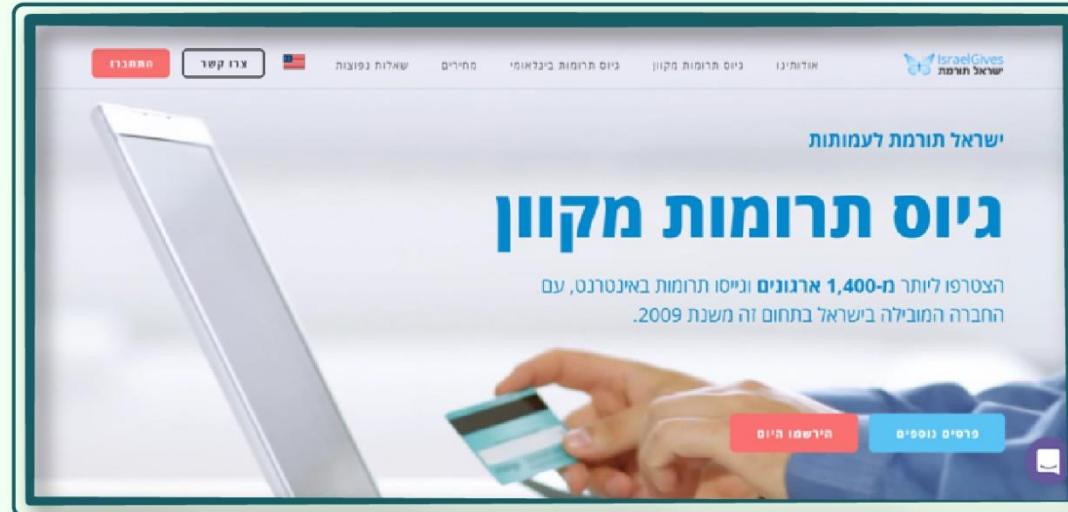 IsraelGives
ישראל תורמת
אודותינו
גיוס תרומות מקוון
גיוס תרומות בינלאומי
מחירים
שאלות נפוצות
צרו קשר
התחברו
ישראל תורמת לעמותות
גיוס תרומות מקוון
הצטרפו ליותר מ-1,400 ארגונים וגייסו תרומות באינטרנט, עם
החברה המובילה בישראל בתחום זה משנת 2009.
פרטים נוספים
הירשמו היום